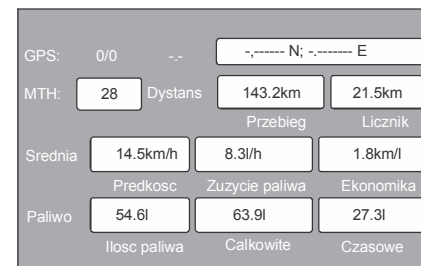 GPS: 0/0 -.- -,------ N; -.------- E
MTH: 28 Dystans 143.2km 21.5km
Przebieg Licznik
Srednia 14.5km/h 8.3l/h 1.8km/l
Predkosc Zuzycie paliwa Ekonomika
Paliwo 54.6l 63.9l 27.3l
Ilosc paliwa Calkowite Czasowe